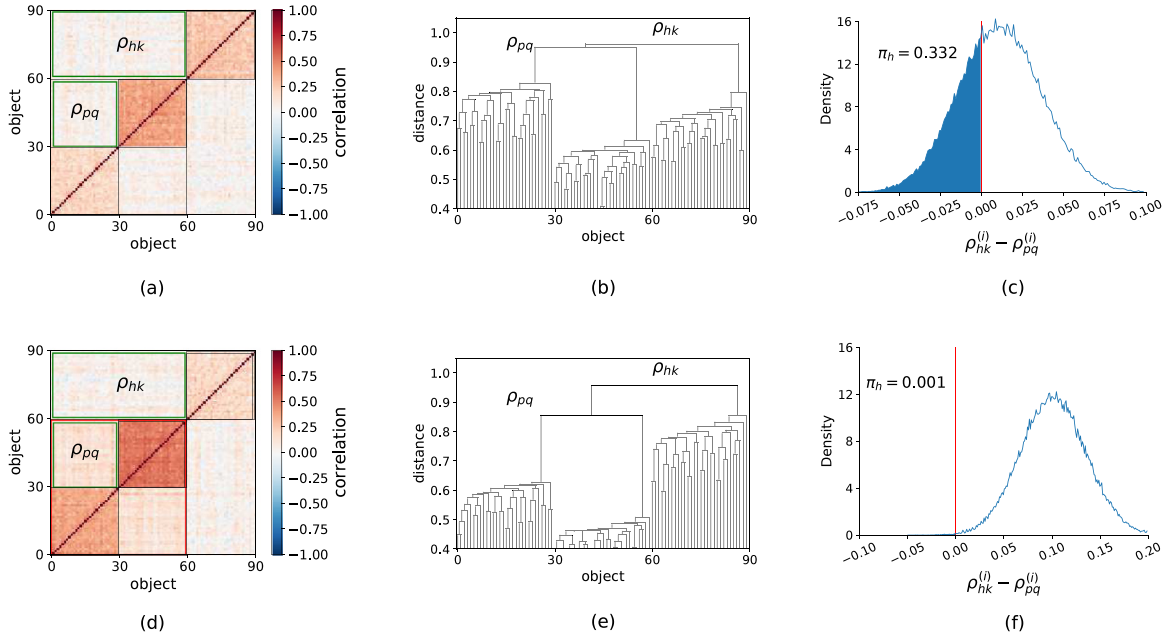 90
60
30
0
object
ρhk
ρpq
0
30
60
90
object
1.00
0.75
0.50
0.25
0.00
−0.25
−0.50
−0.75
−1.00
correlation
(a)
1.0
0.9
0.8
0.7
0.6
0.5
0.4
distance
ρpq
ρhk
0
30
60
90
object
(b)
16
12
8
4
0
Density
πh = 0.332
−0.075
−0.050
−0.025
0.000
0.025
0.050
0.075
0.100
ρhk(i) − ρpq(i)
(c)
90
60
30
0
object
ρhk
ρpq
0
30
60
90
object
1.00
0.75
0.50
0.25
0.00
−0.25
−0.50
−0.75
−1.00
correlation
(d)
1.0
0.9
0.8
0.7
0.6
0.5
0.4
distance
ρpq
ρhk
0
30
60
90
object
(e)
16
12
8
4
0
Density
πh = 0.001
−0.10
−0.05
0.00
0.05
0.10
0.15
0.20
ρhk(i) − ρpq(i)
(f)